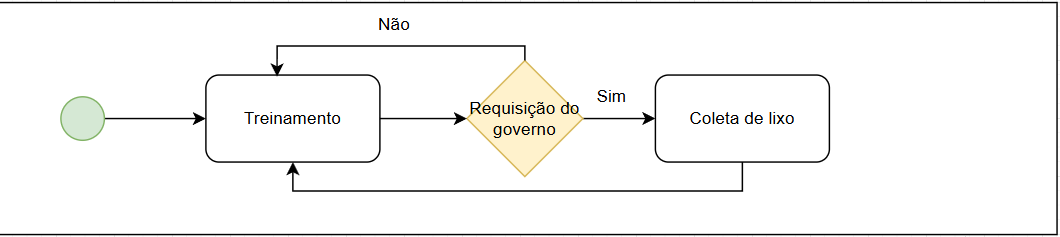 Não
Treinamento
Requisição do
governo
Sim
Coleta de lixo